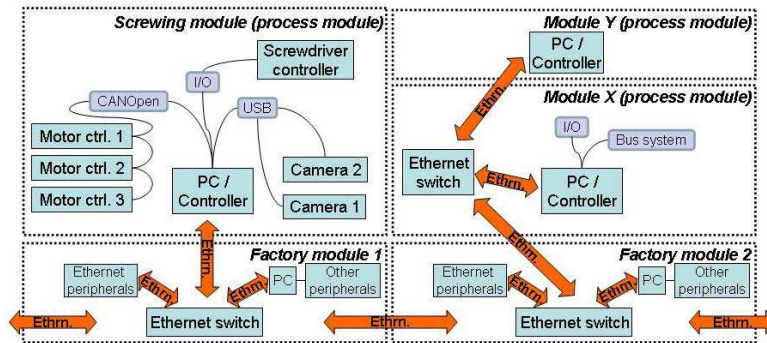 Screwing module (process module)
Screwdriver
controller
I/O
CANOpen
USB
Motor ctrl. 1
Motor ctrl. 2
Motor ctrl. 3
PC /
Controller
Camera 2
Camera 1
Ethrn.
Module Y (process module)
PC /
Controller
Ethrn.
Module X (process module)
I/O
Bus system
Ethernet
switch
Ethrn.
PC /
Controller
Ethrn.
Factory module 1
Ethernet
peripherals
Ethrn.
Ethrn.
PC
Other
peripherals
Ethrn.
Ethernet switch
Ethrn.
Factory module 2
Ethernet
peripherals
Ethrn.
Ethrn.
PC
Other
peripherals
Ethernet switch
Ethrn.